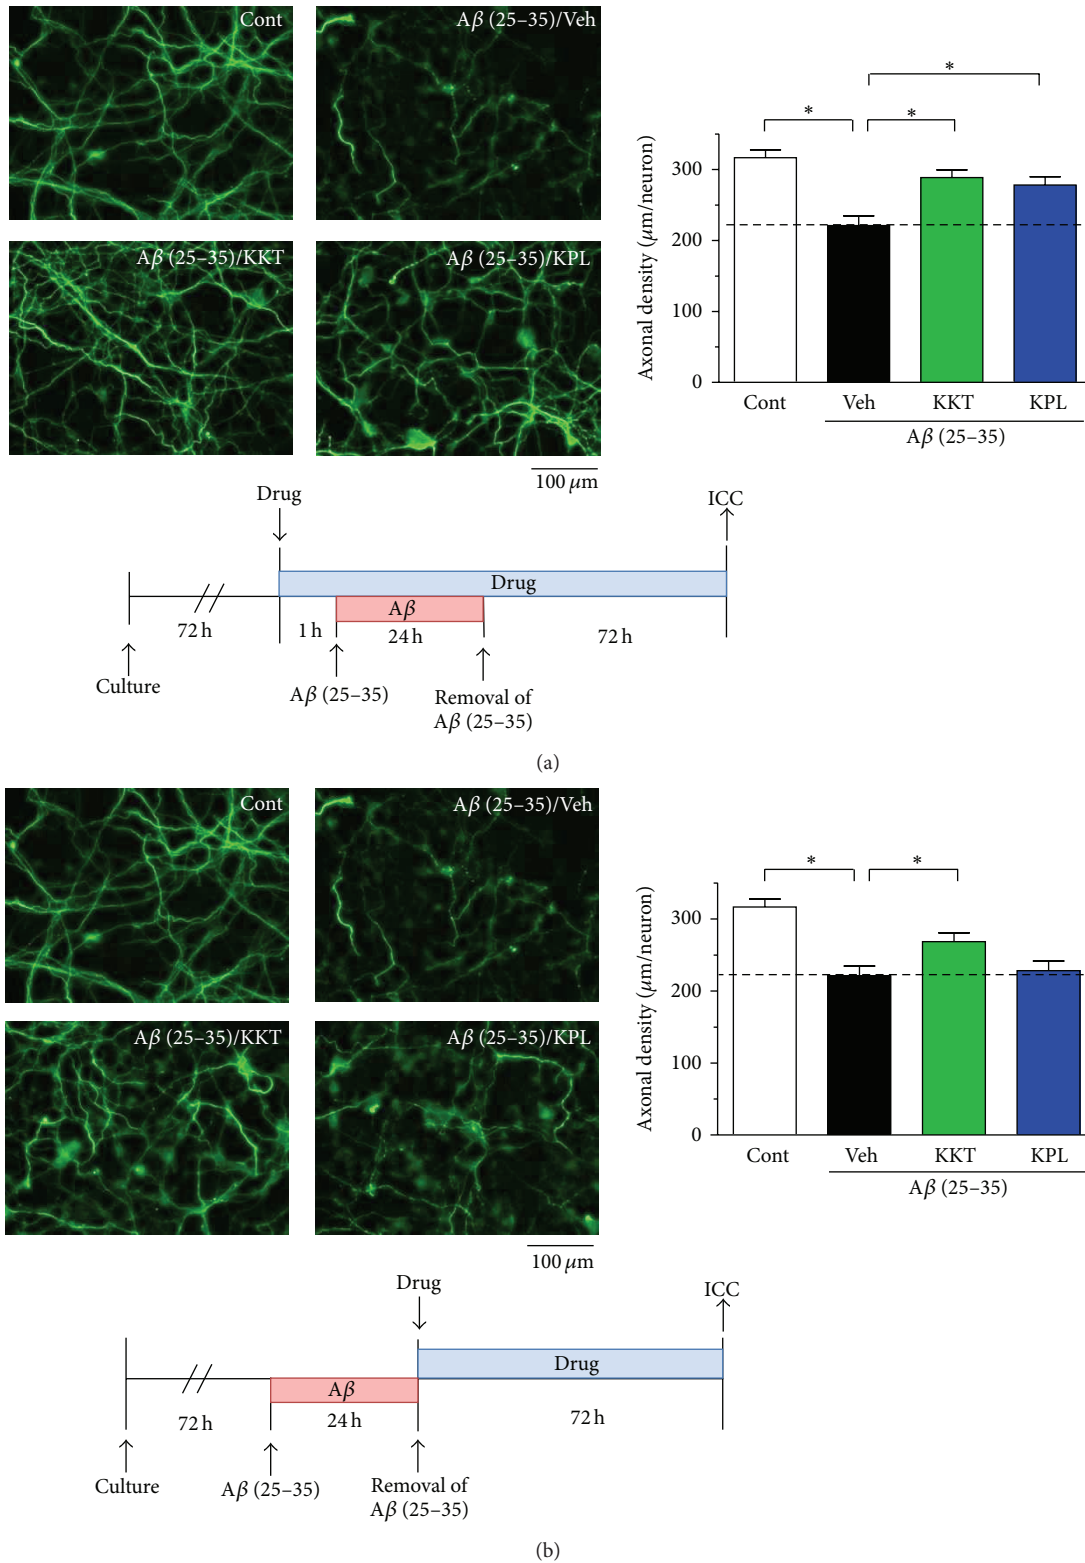 Cont
Aβ (25–35)/Veh
Aβ (25–35)/KKT
Aβ (25–35)/KPL
100 μm
*
*
*
Axonal density (μm/neuron)
300
200
100
0
Cont
Veh
KKT
KPL
Aβ (25–35)
Drug
ICC
Drug
Aβ
72 h
1 h
24 h
72 h
Culture
Aβ (25–35)
Removal of
Aβ (25–35)
(a)
Cont
Aβ (25–35)/Veh
Aβ (25–35)/KKT
Aβ (25–35)/KPL
100 μm
*
*
Axonal density (μm/neuron)
300
200
100
0
Cont
Veh
KKT
KPL
Aβ (25–35)
Drug
ICC
Drug
Aβ
72 h
24 h
72 h
Culture
Aβ (25–35)
Removal of
Aβ (25–35)
(b)